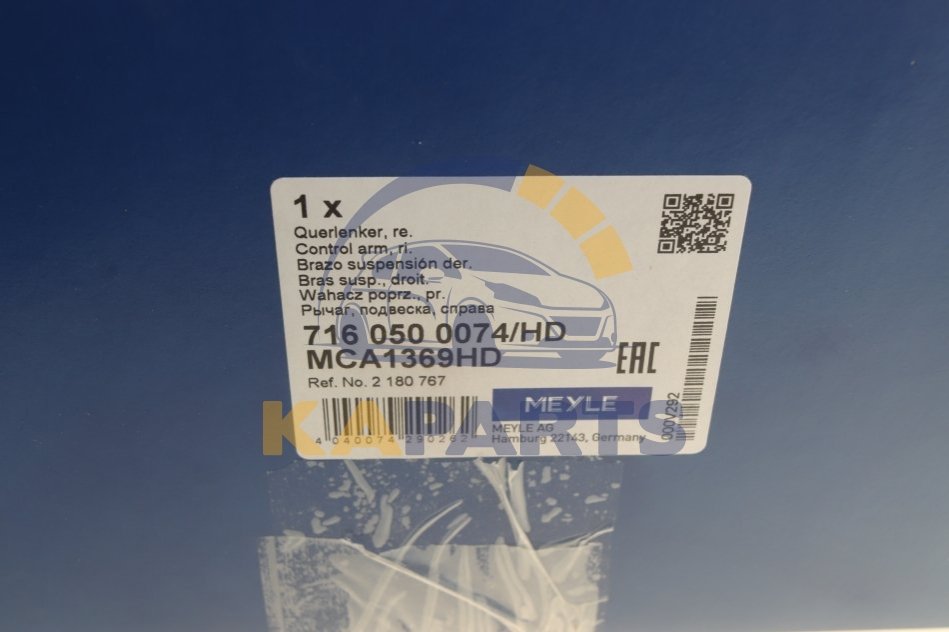 1 x
Querlenker, re.
Control arm, ri.
Brazo suspensión der.
Bras susp., droit.
Wahacz poprz., pr.
Рычаг, подвеска, справа
716 050 0074/HD
MCA1369HD
Ref. No. 2 180 767
EAC
MEYLE
MEYLE AG
Hamburg 22143, Germany
4 040074 290262
000V292
KAPARTS